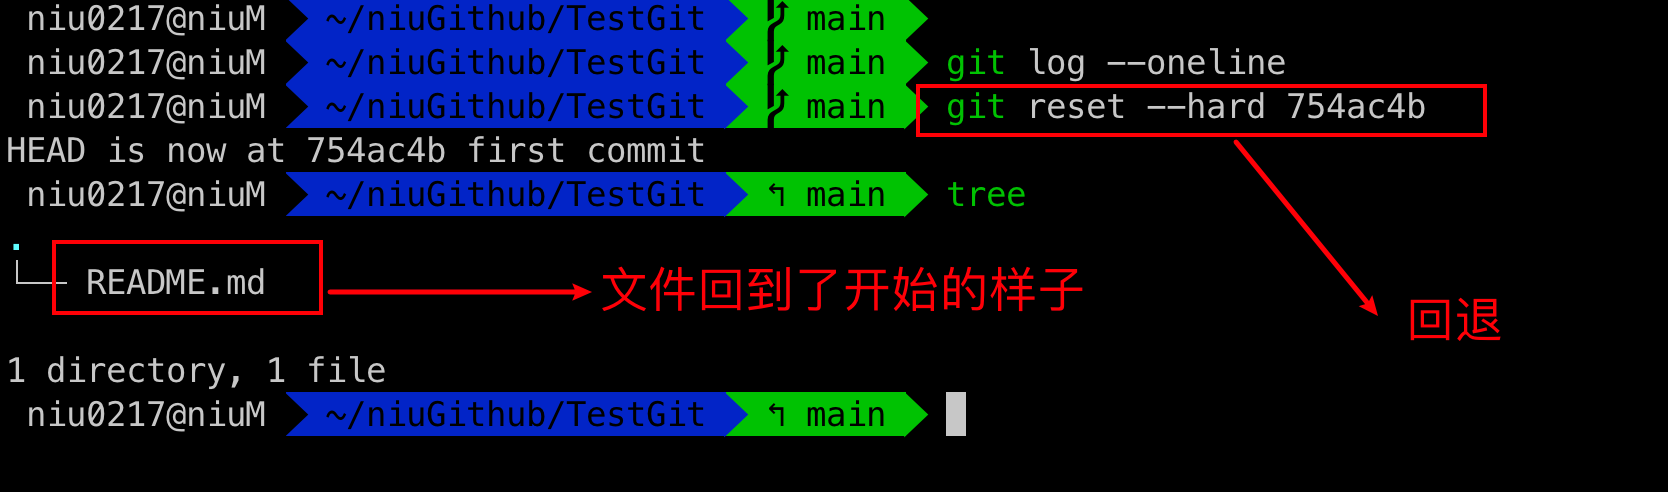 niu0217@niuM ~/niuGithub/TestGit main
niu0217@niuM ~/niuGithub/TestGit main git log --oneline
niu0217@niuM ~/niuGithub/TestGit main git reset --hard 754ac4b
HEAD is now at 754ac4b first commit
niu0217@niuM ~/niuGithub/TestGit ↰ main tree
.
└── README.md
文件回到了开始的样子
回退
1 directory, 1 file
niu0217@niuM ~/niuGithub/TestGit ↰ main